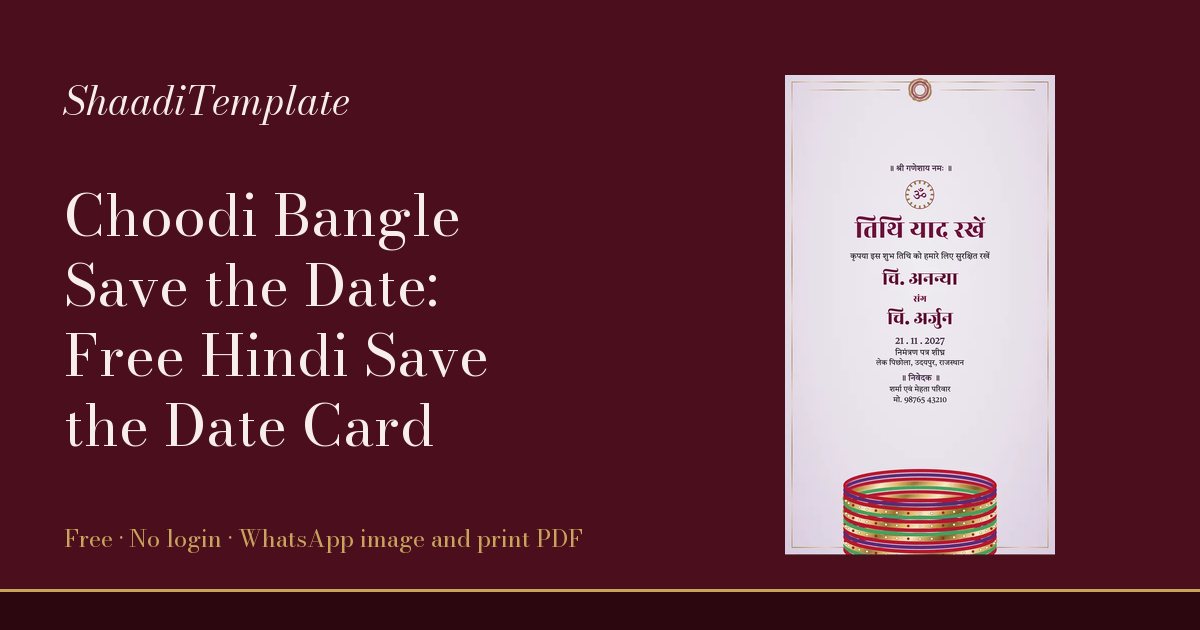 ShaadiTemplate
Choodi Bangle
Save the Date:
Free Hindi Save
the Date Card
Free · No login · WhatsApp image and print PDF
॥ श्री गणेशाय नमः ॥
ॐ
तिथि याद रखें
कृपया इस शुभ तिथि को हमारे लिए सुरक्षित रखें
चि. अनन्या
संग
चि. अर्जुन
21 . 11 . 2027
निमंत्रण पत्र शीघ्र
लेक पिछोला, उदयपुर, राजस्थान
॥ निवेदक ॥
शर्मा एवं मेहता परिवार
मो. 98765 43210